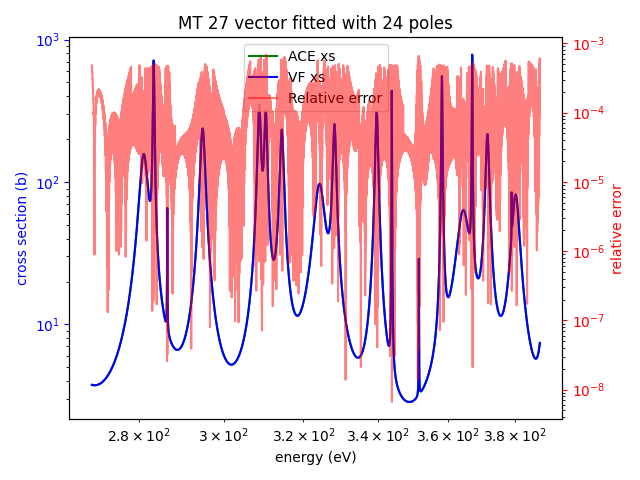 MT 27 vector fitted with 24 poles
ACE xs
VF xs
Relative error
10³
10²
10¹
cross section (b)
10⁻³
10⁻⁴
10⁻⁵
10⁻⁶
10⁻⁷
10⁻⁸
relative error
2.8 × 10² 3 × 10² 3.2 × 10² 3.4 × 10² 3.6 × 10² 3.8 × 10²
energy (eV)